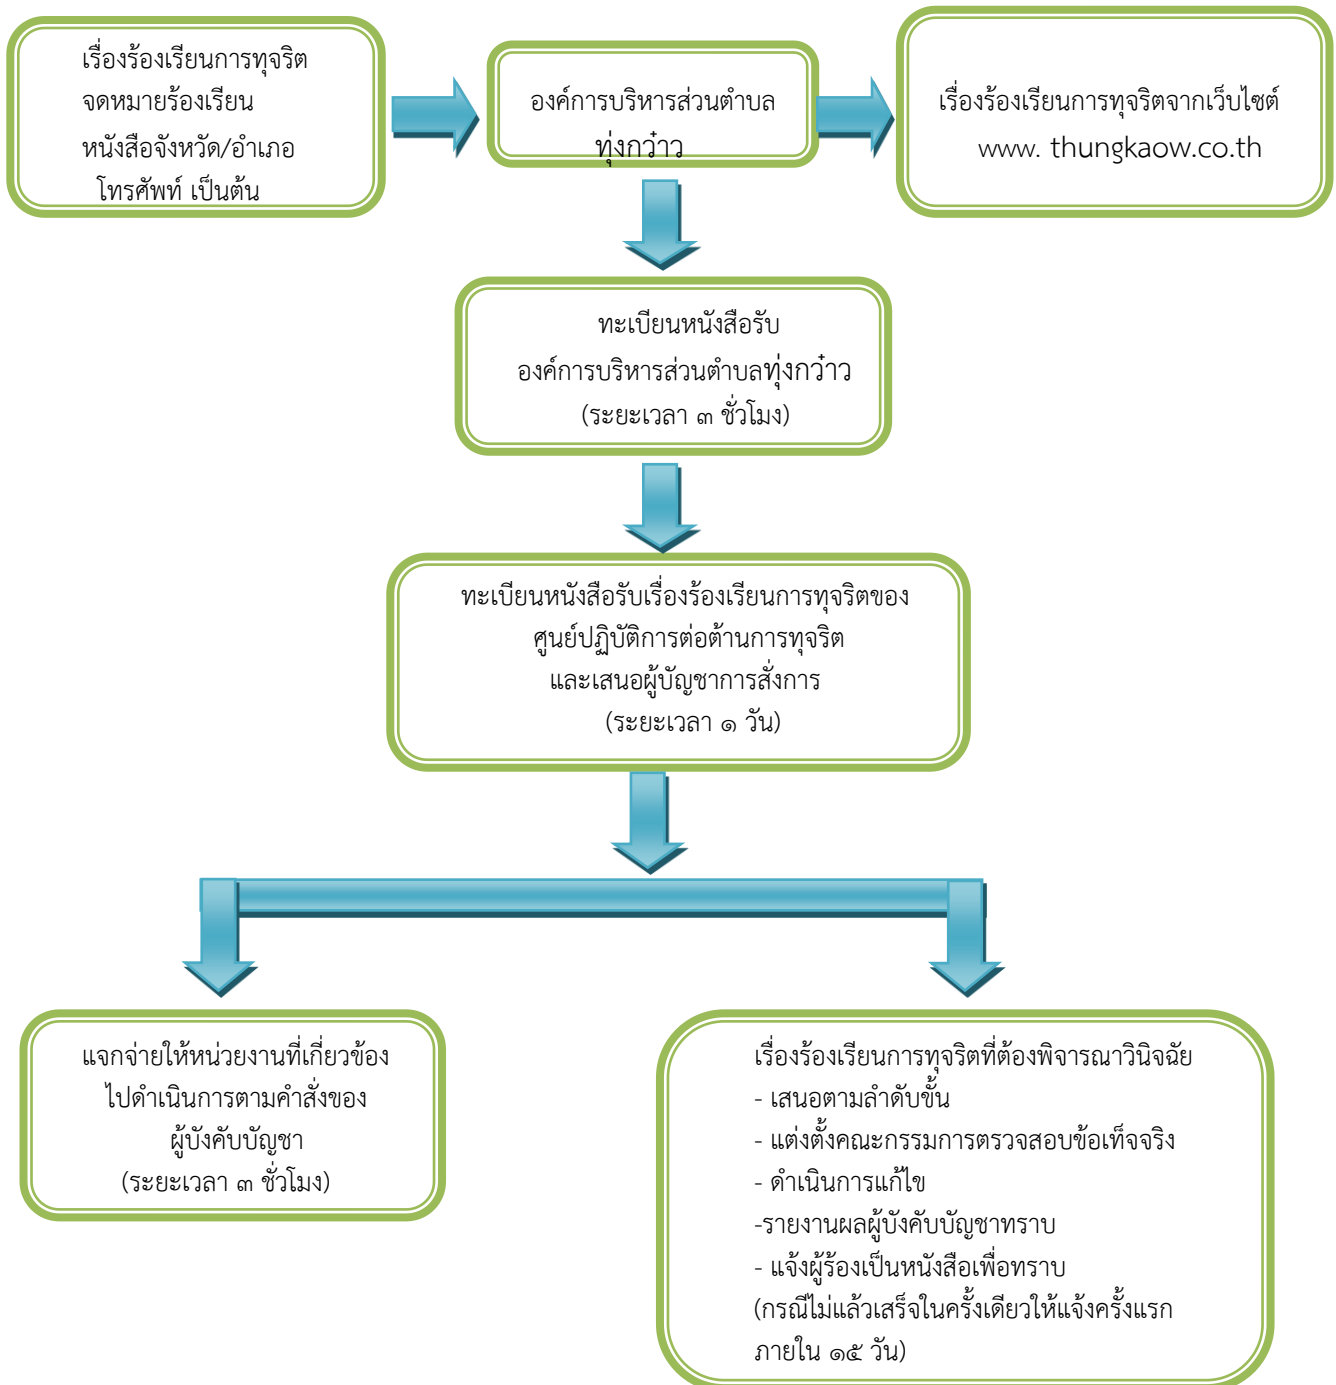 เรื่องร้องเรียนการทุจริต
จดหมายร้องเรียน
หนังสือจังหวัด/อำเภอ
โทรศัพท์ เป็นต้น
องค์การบริหารส่วนตำบล
ทุ่งกว๋าว
เรื่องร้องเรียนการทุจริตจากเว็บไซต์
www. thungkaow.co.th
ทะเบียนหนังสือรับ
องค์การบริหารส่วนตำบลทุ่งกว๋าว
(ระยะเวลา ๓ ชั่วโมง)
ทะเบียนหนังสือรับเรื่องร้องเรียนการทุจริตของ
ศูนย์ปฏิบัติการต่อต้านการทุจริต
และเสนอผู้บัญชาการสั่งการ
(ระยะเวลา ๑ วัน)
แจกจ่ายให้หน่วยงานที่เกี่ยวข้อง
ไปดำเนินการตามคำสั่งของ
ผู้บังคับบัญชา
(ระยะเวลา ๓ ชั่วโมง)
เรื่องร้องเรียนการทุจริตที่ต้องพิจารณาวินิจฉัย
- เสนอตามลำดับขั้น
- แต่งตั้งคณะกรรมการตรวจสอบข้อเท็จจริง
- ดำเนินการแก้ไข
-รายงานผลผู้บังคับบัญชาทราบ
- แจ้งผู้ร้องเป็นหนังสือเพื่อทราบ
(กรณีไม่แล้วเสร็จในครั้งเดียวให้แจ้งครั้งแรก
ภายใน ๑๕ วัน)